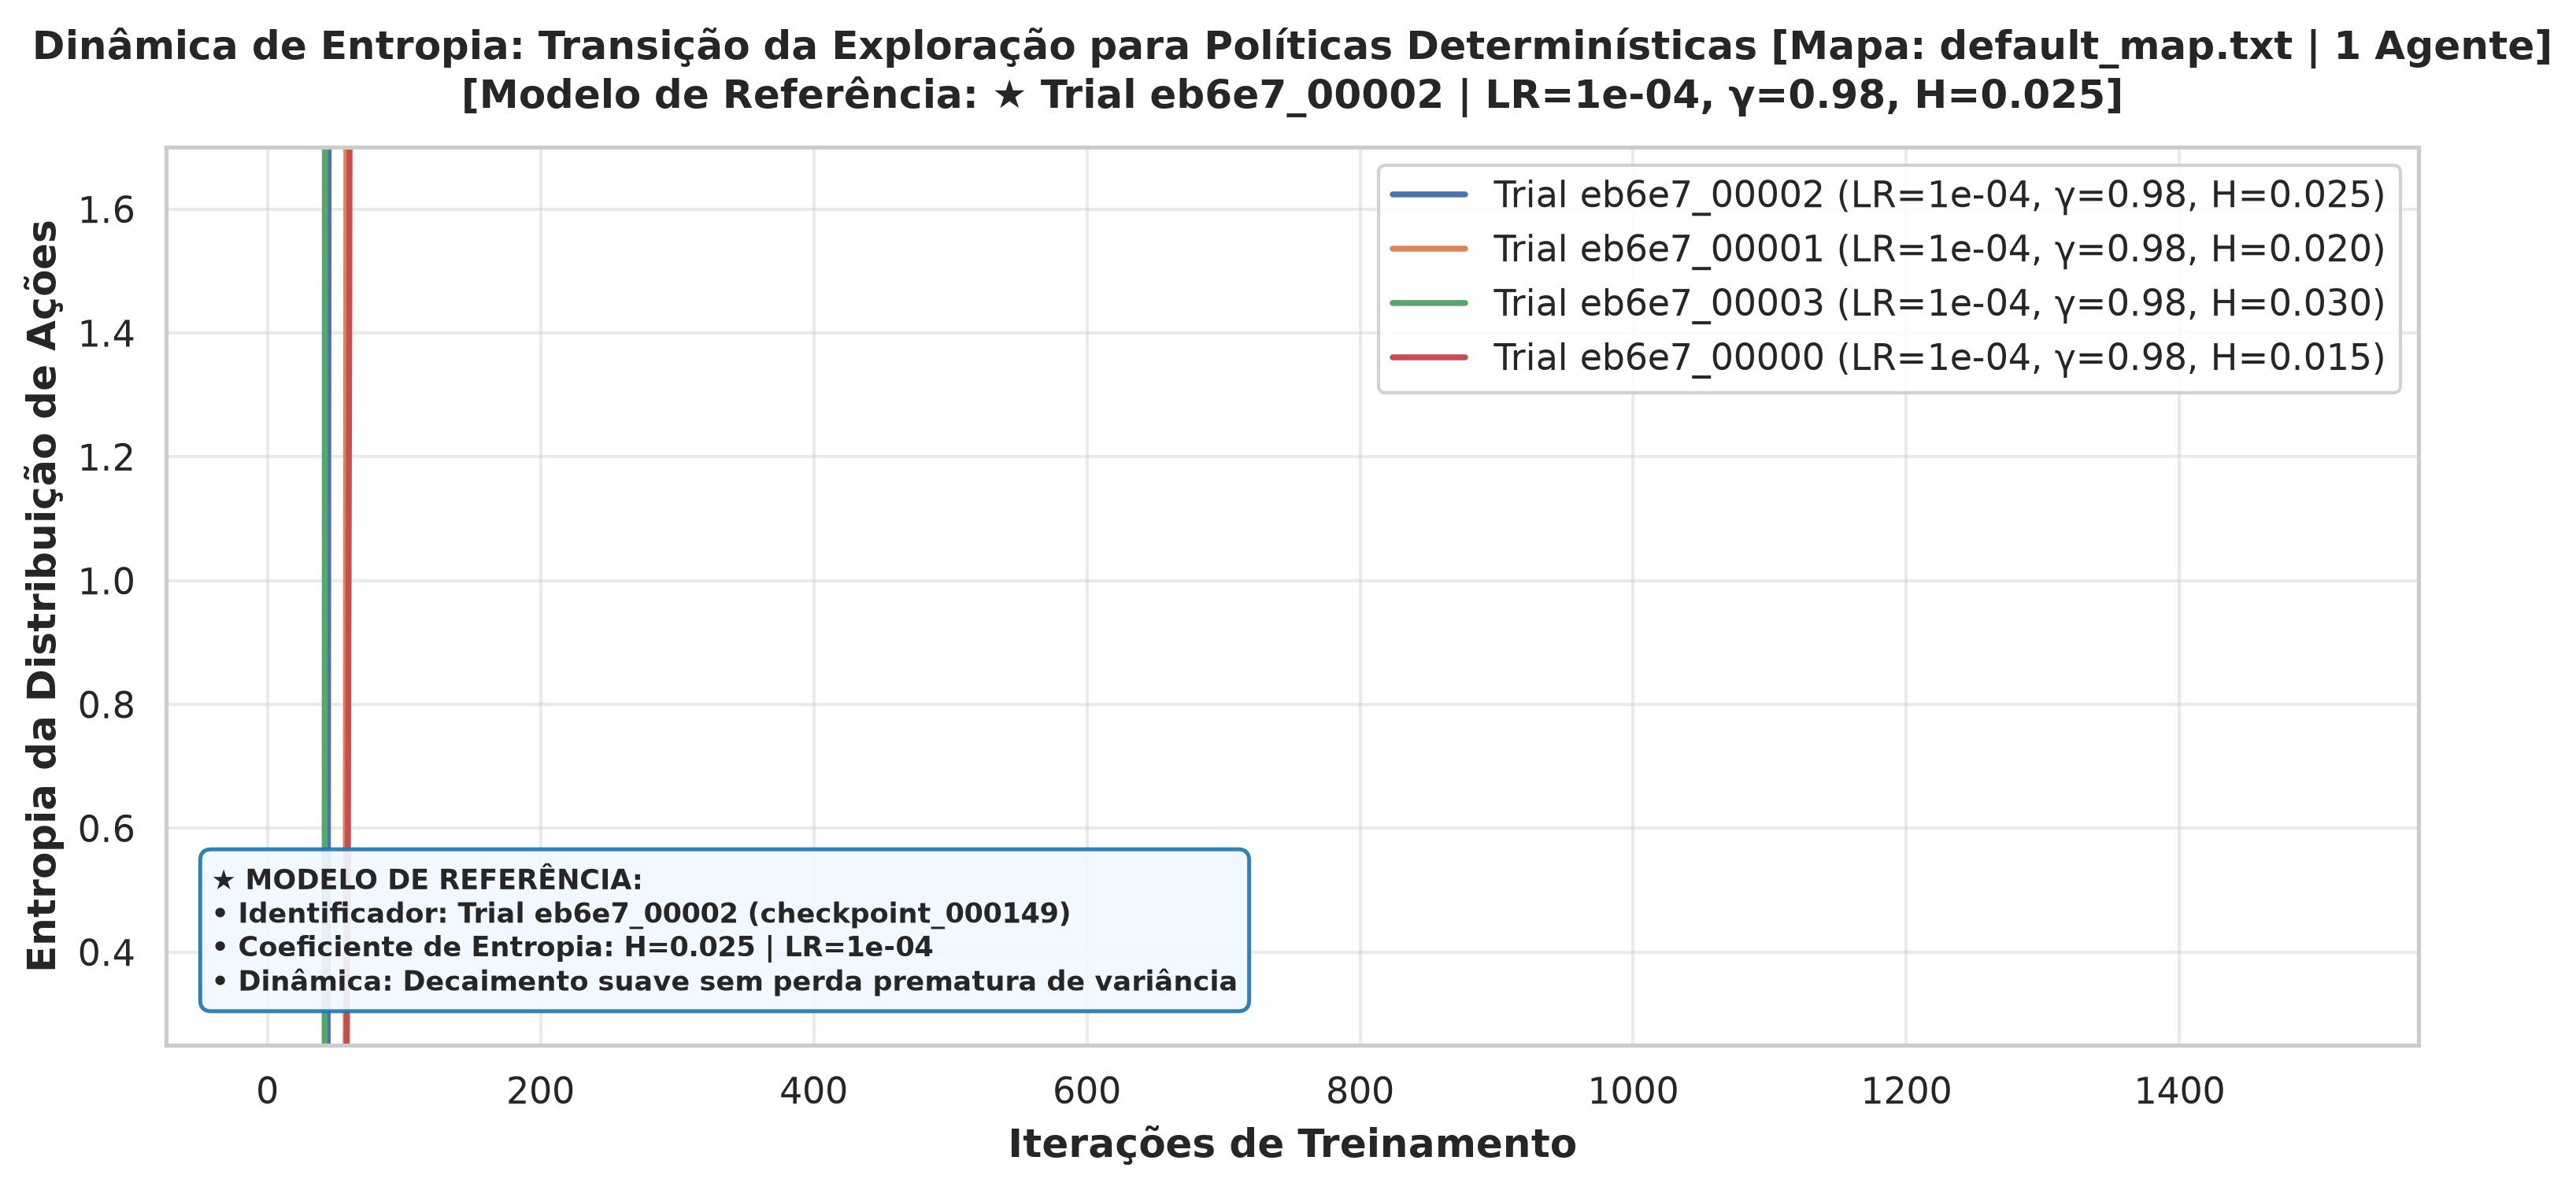 Dinâmica de Entropia: Transição da Exploração para Políticas Determinísticas [Mapa: default_map.txt | 1 Agente]
[Modelo de Referência: ★ Trial eb6e7_00002 | LR=1e-04, γ=0.98, H=0.025]
Entropia da Distribuição de Ações
1.6
1.4
1.2
1.0
0.8
0.6
0.4
Trial eb6e7_00002 (LR=1e-04, γ=0.98, H=0.025)
Trial eb6e7_00001 (LR=1e-04, γ=0.98, H=0.020)
Trial eb6e7_00003 (LR=1e-04, γ=0.98, H=0.030)
Trial eb6e7_00000 (LR=1e-04, γ=0.98, H=0.015)
★ MODELO DE REFERÊNCIA:
• Identificador: Trial eb6e7_00002 (checkpoint_000149)
• Coeficiente de Entropia: H=0.025 | LR=1e-04
• Dinâmica: Decaimento suave sem perda prematura de variância
0 200 400 600 800 1000 1200 1400
Iterações de Treinamento